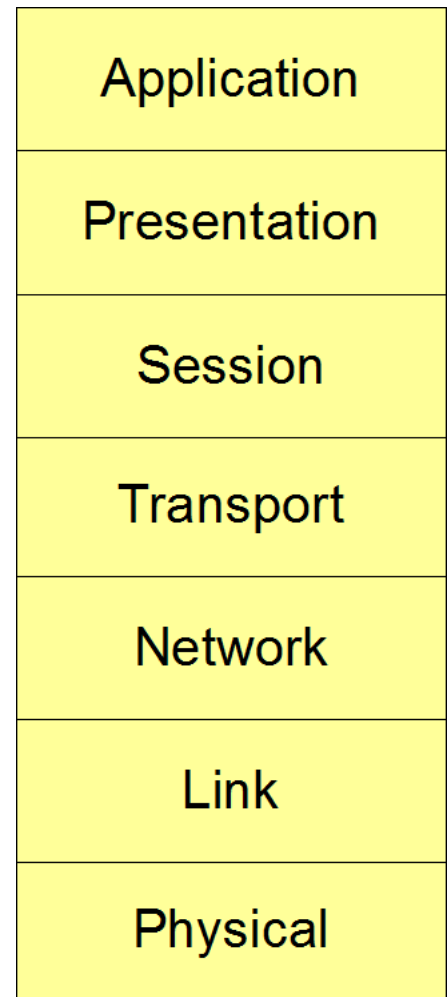 Application
Presentation
Session
Transport
Network
Link
Physical